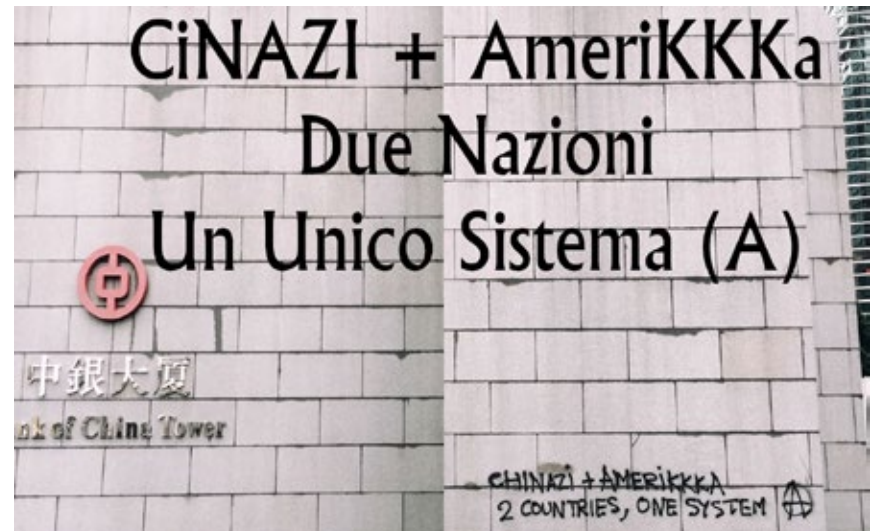 CiNAZI + AmeriKKKa
Due Nazioni
Un Unico Sistema (A)
中銀大廈
nk of China Tower
CHINAZI + AMERIKKKA
2 COUNTRIES, ONE SYSTEM Ⓐ